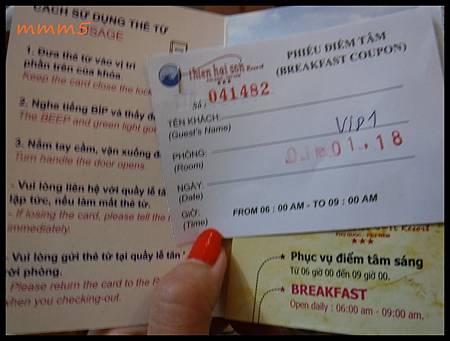 CÁCH SỬ DỤNG THẺ TỪ
mmm5
1. Đưa thẻ từ vào vị trí
phần trên của khóa.
Keep the card close the lock
2. Nghe tiếng BÍP và thấy
The BEEP and green light
3. Nắm tay cầm, vặn xuống
Turn handle the door opens.
- Vui lòng liên hệ với quầy lễ tân
lập tức, nếu làm mất thẻ từ.
- If losing the card, please tell the
immediately.
- Vui lòng gửi thẻ từ tại quầy lễ tân
Please return the card to the
when you checking-out.
thien hai son Resort
PHIẾU ĐIỂM TÂM
(BREAKFAST COUPON)
Số : 041482
TÊN KHÁCH:
(Guest's Name)
Vip1
PHÒNG:
(Room)
NGÀY:
(Date)
GIỜ:
(Time)
FROM 06 : 00 AM - TO 09 : 00 AM
Resort
Phục vụ điểm tâm sáng
Từ 06 giờ 00 đến 09 giờ 00.
BREAKFAST
Open daily : 06:00 am - 09:00 am.